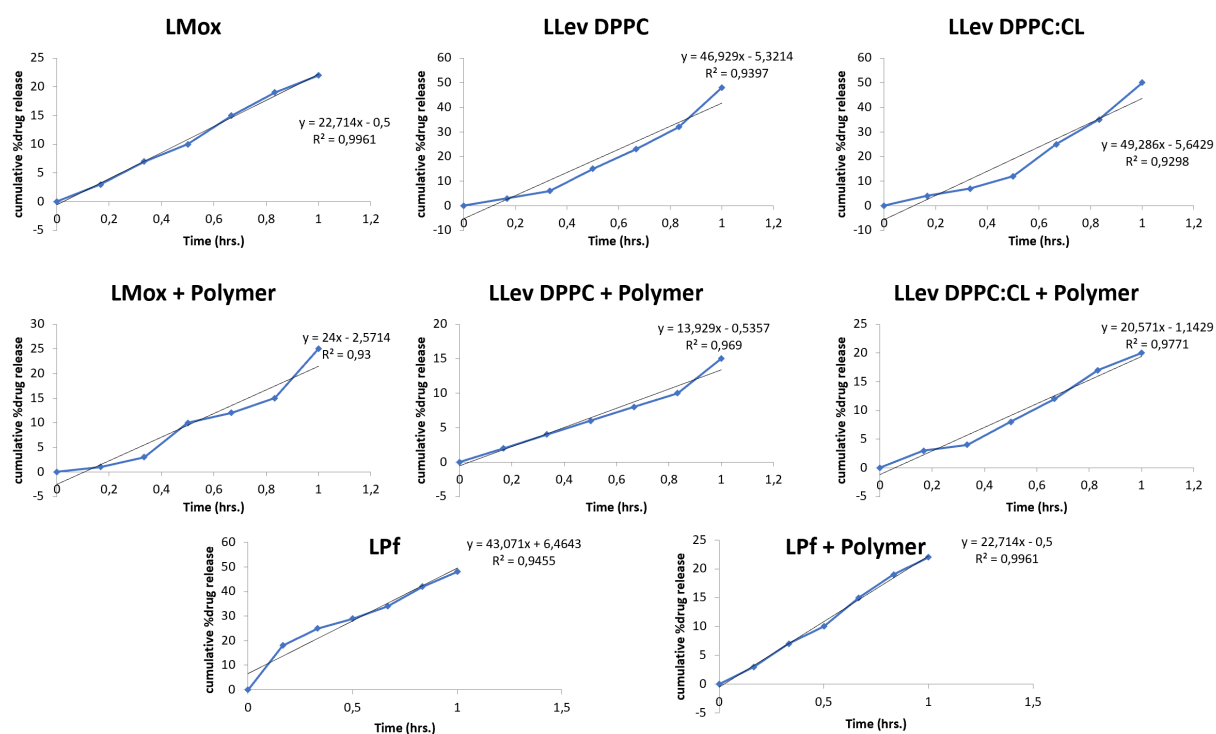 LMox
cumulative %drug release
25
20
15
10
5
0
-5
0
0,2
0,4
0,6
0,8
1
1,2
Time (hrs.)
y = 22,714x - 0,5
R² = 0,9961
LLev DPPC
cumulative %drug release
60
50
40
30
20
10
0
-10
0
0,2
0,4
0,6
0,8
1
1,2
Time (hrs.)
y = 46,929x - 5,3214
R² = 0,9397
LLev DPPC:CL
cumulative %drug release
60
50
40
30
20
10
0
-10
0
0,2
0,4
0,6
0,8
1
1,2
Time (hrs.)
y = 49,286x - 5,6429
R² = 0,9298
LMox + Polymer
cumulative %drug release
30
25
20
15
10
5
0
-5
0
0,2
0,4
0,6
0,8
1
1,2
Time (hrs.)
y = 24x - 2,5714
R² = 0,93
LLev DPPC + Polymer
cumulative %drug release
20
15
10
5
0
-5
0
0,2
0,4
0,6
0,8
1
1,2
Time (hrs.)
y = 13,929x - 0,5357
R² = 0,969
LLev DPPC:CL + Polymer
cumulative %drug release
25
20
15
10
5
0
-5
0
0,2
0,4
0,6
0,8
1
1,2
Time (hrs.)
y = 20,571x - 1,1429
R² = 0,9771
LPf
cumulative %drug release
60
50
40
30
20
10
0
0
0,5
1
1,5
Time (hrs.)
y = 43,071x + 6,4643
R² = 0,9455
LPf + Polymer
cumulative %drug release
25
20
15
10
5
0
-5
0
0,5
1
1,5
Time (hrs.)
y = 22,714x - 0,5
R² = 0,9961